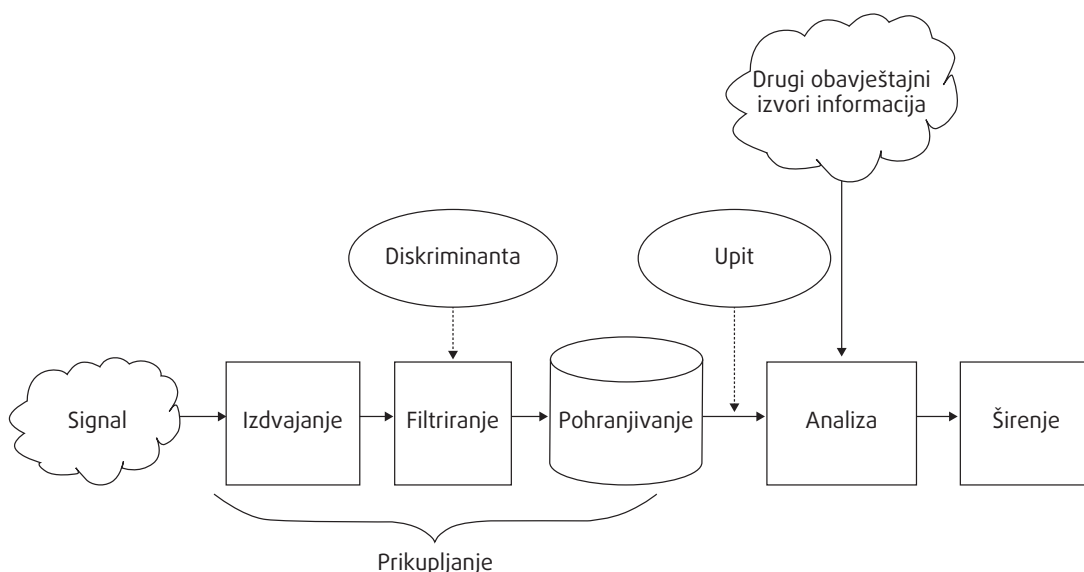 Drugi obavještajni
izvori informacija
Diskriminanta
Upit
Signal
Izdvajanje
Filtriranje
Pohranjivanje
Analiza
Širenje
Prikupljanje